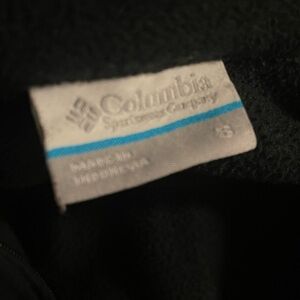 Columbia
Sportswear Company
S
MADE IN
INDONESIA